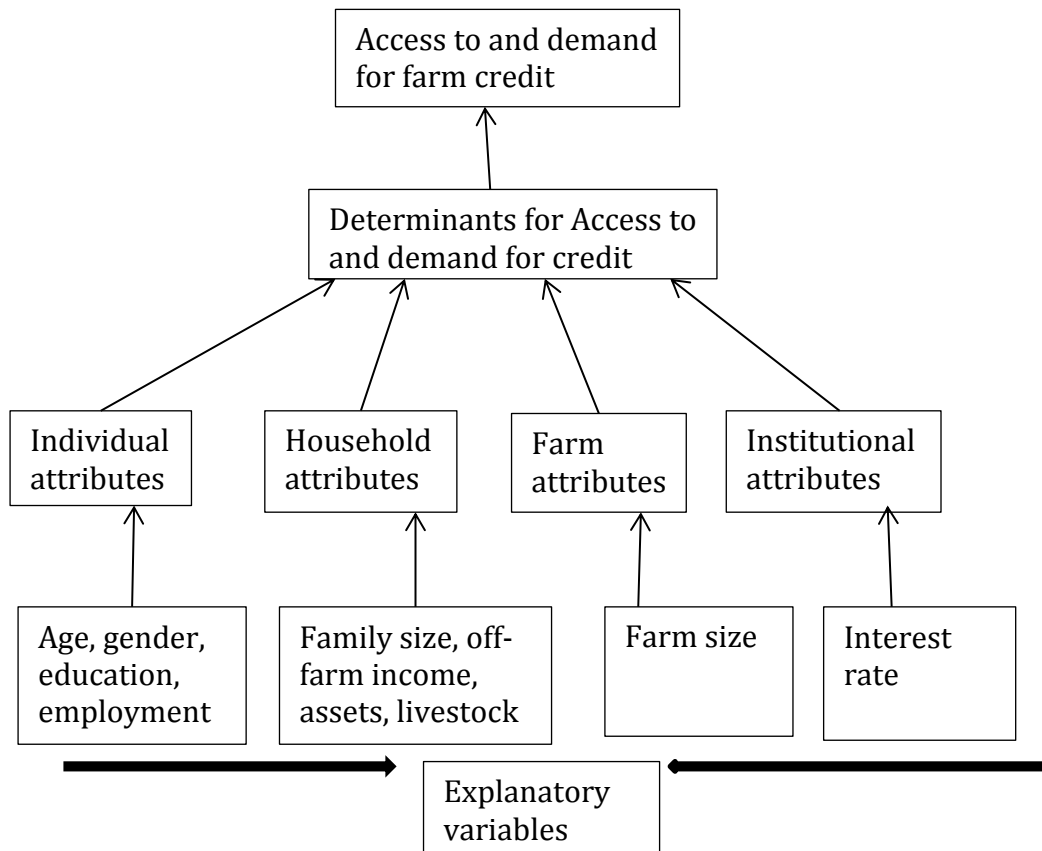 Access to and demand
for farm credit
Determinants for Access to
and demand for credit
Individual
attributes
Household
attributes
Farm
attributes
Institutional
attributes
Age, gender,
education,
employment
Family size, off-
farm income,
assets, livestock
Farm size
Interest
rate
Explanatory
variables